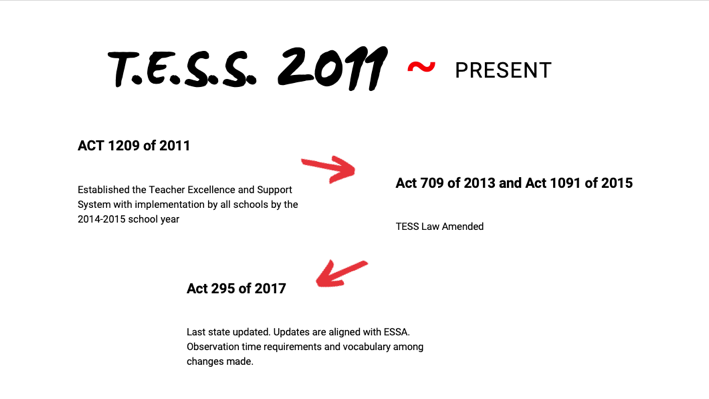 T.E.S.S. 2011 ~ PRESENT
ACT 1209 of 2011
Established the Teacher Excellence and Support
System with implementation by all schools by the
2014-2015 school year
Act 709 of 2013 and Act 1091 of 2015
TESS Law Amended
Act 295 of 2017
Last state updated. Updates are aligned with ESSA.
Observation time requirements and vocabulary among
changes made.